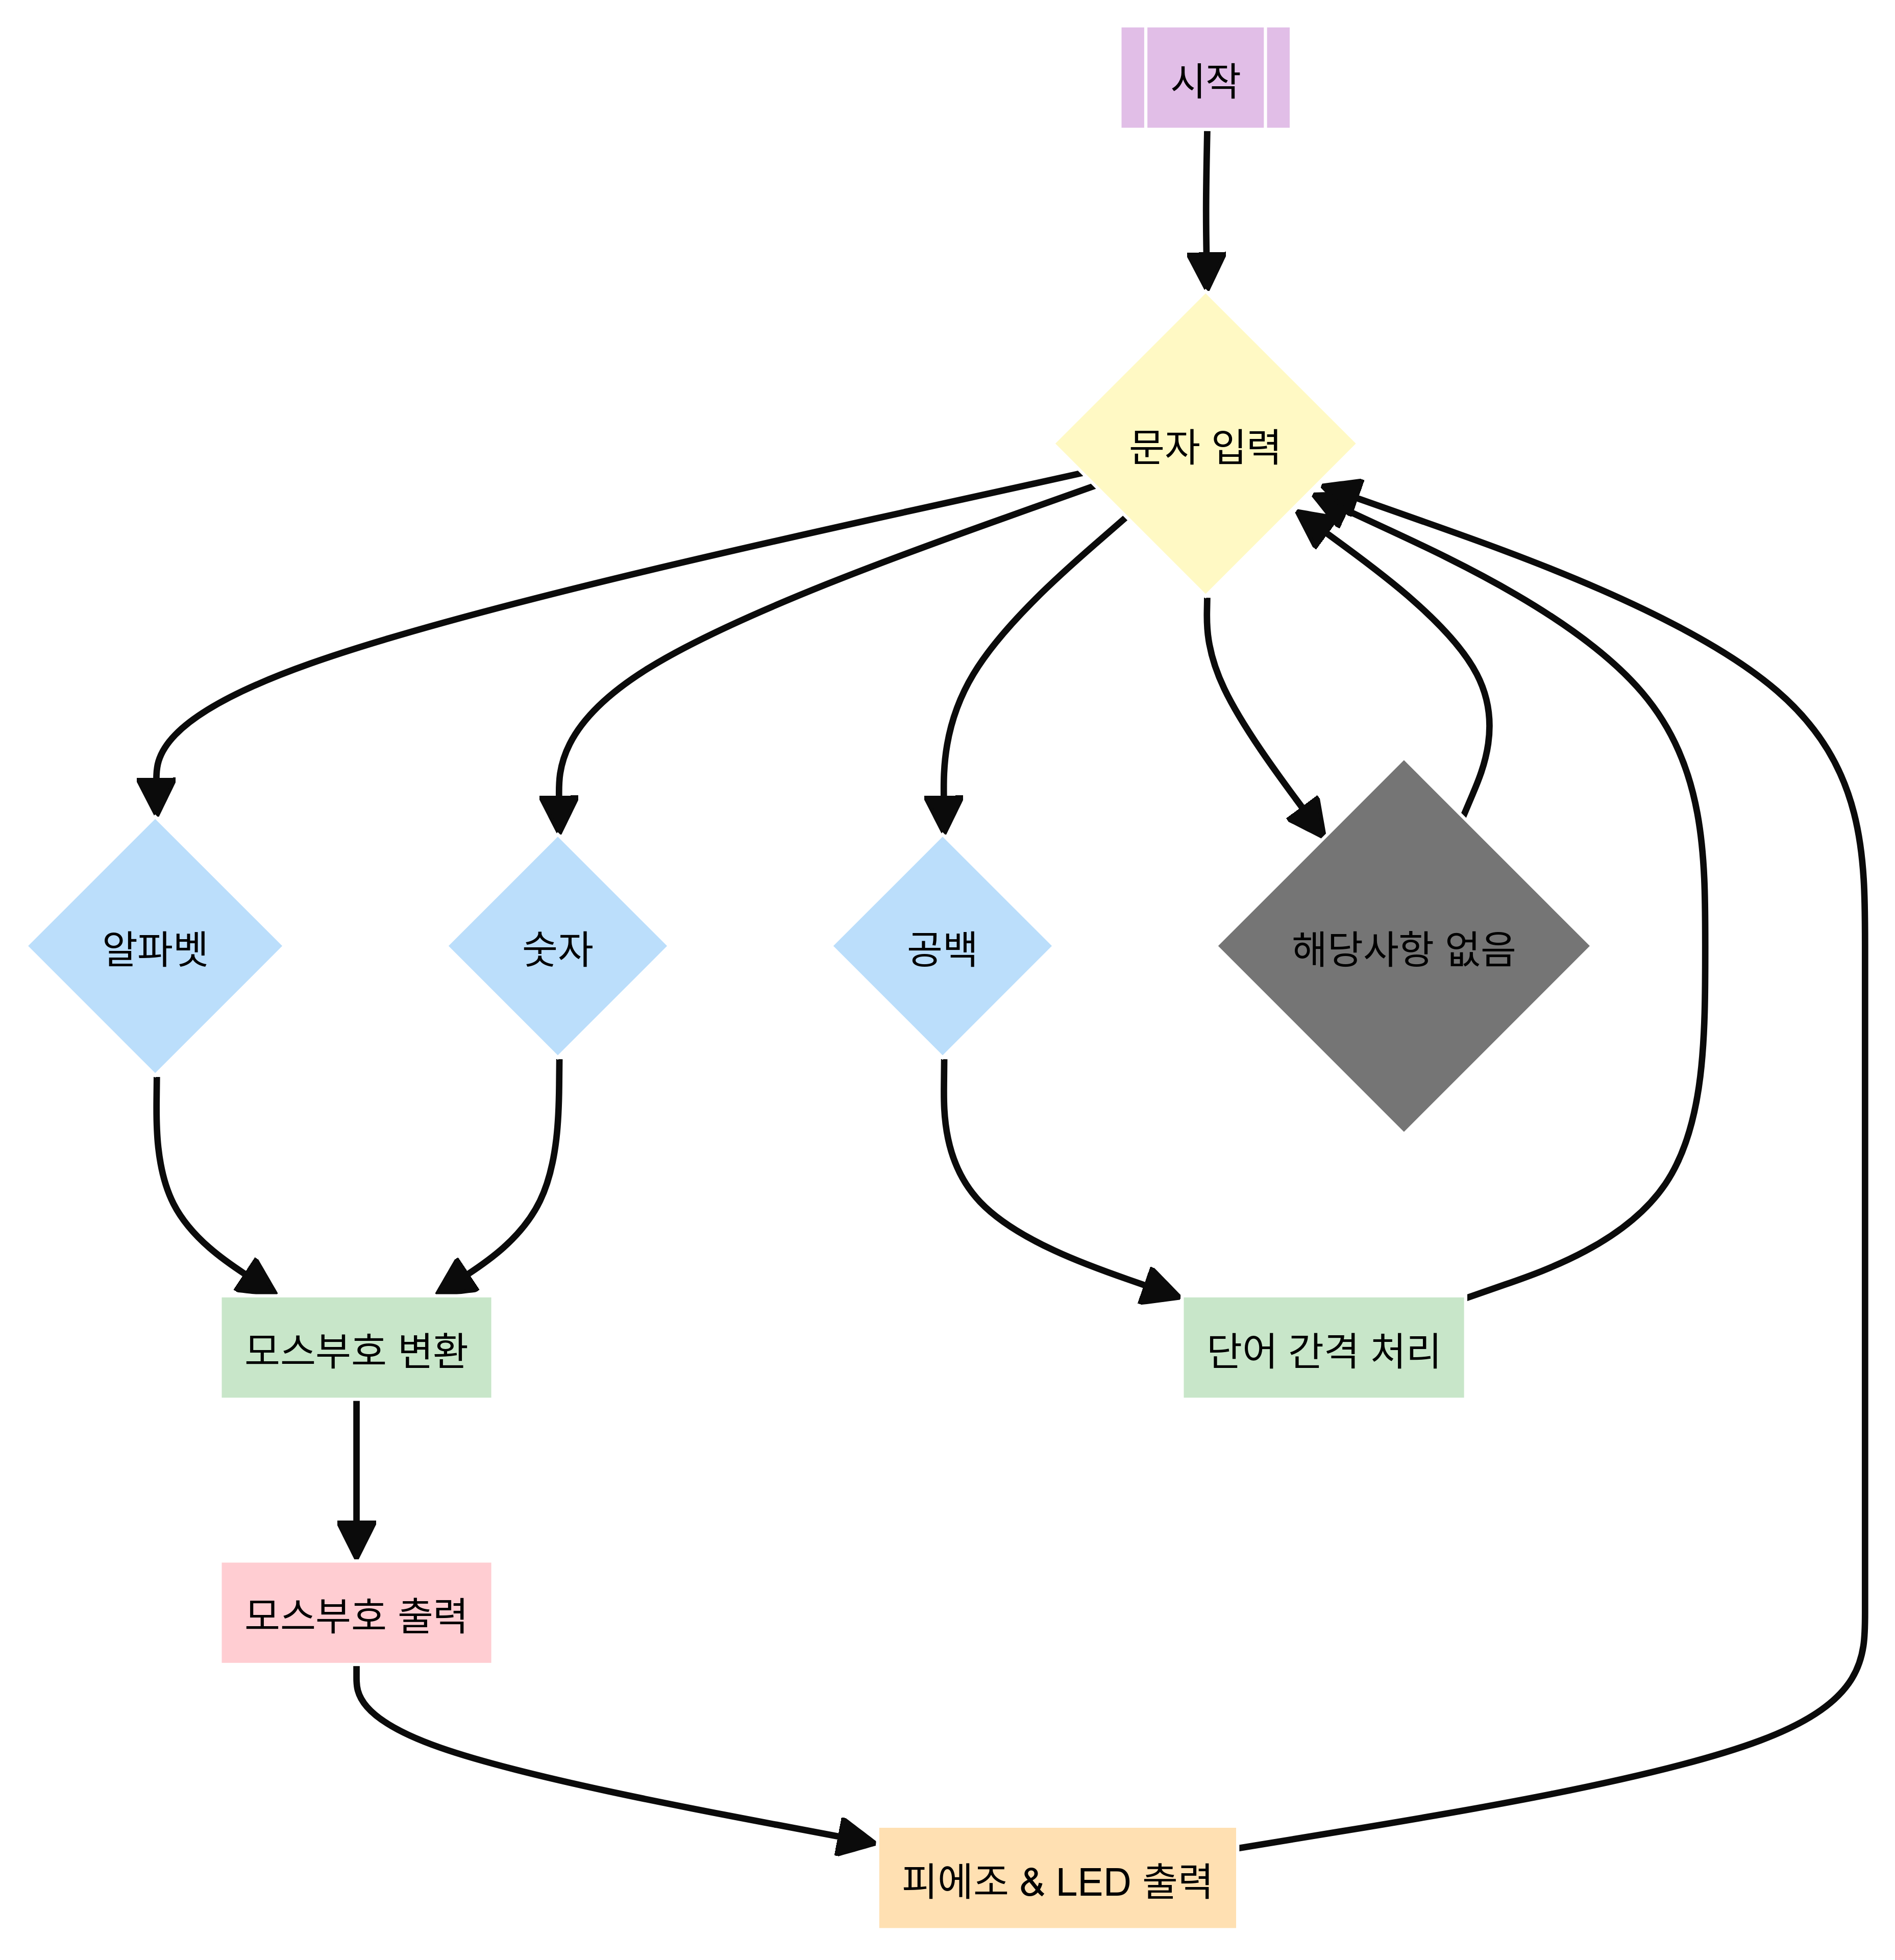 시작
문자 입력
알파벳
숫자
공백
해당사항 없음
모스부호 변환
단어 간격 처리
모스부호 출력
피에조 & LED 출력